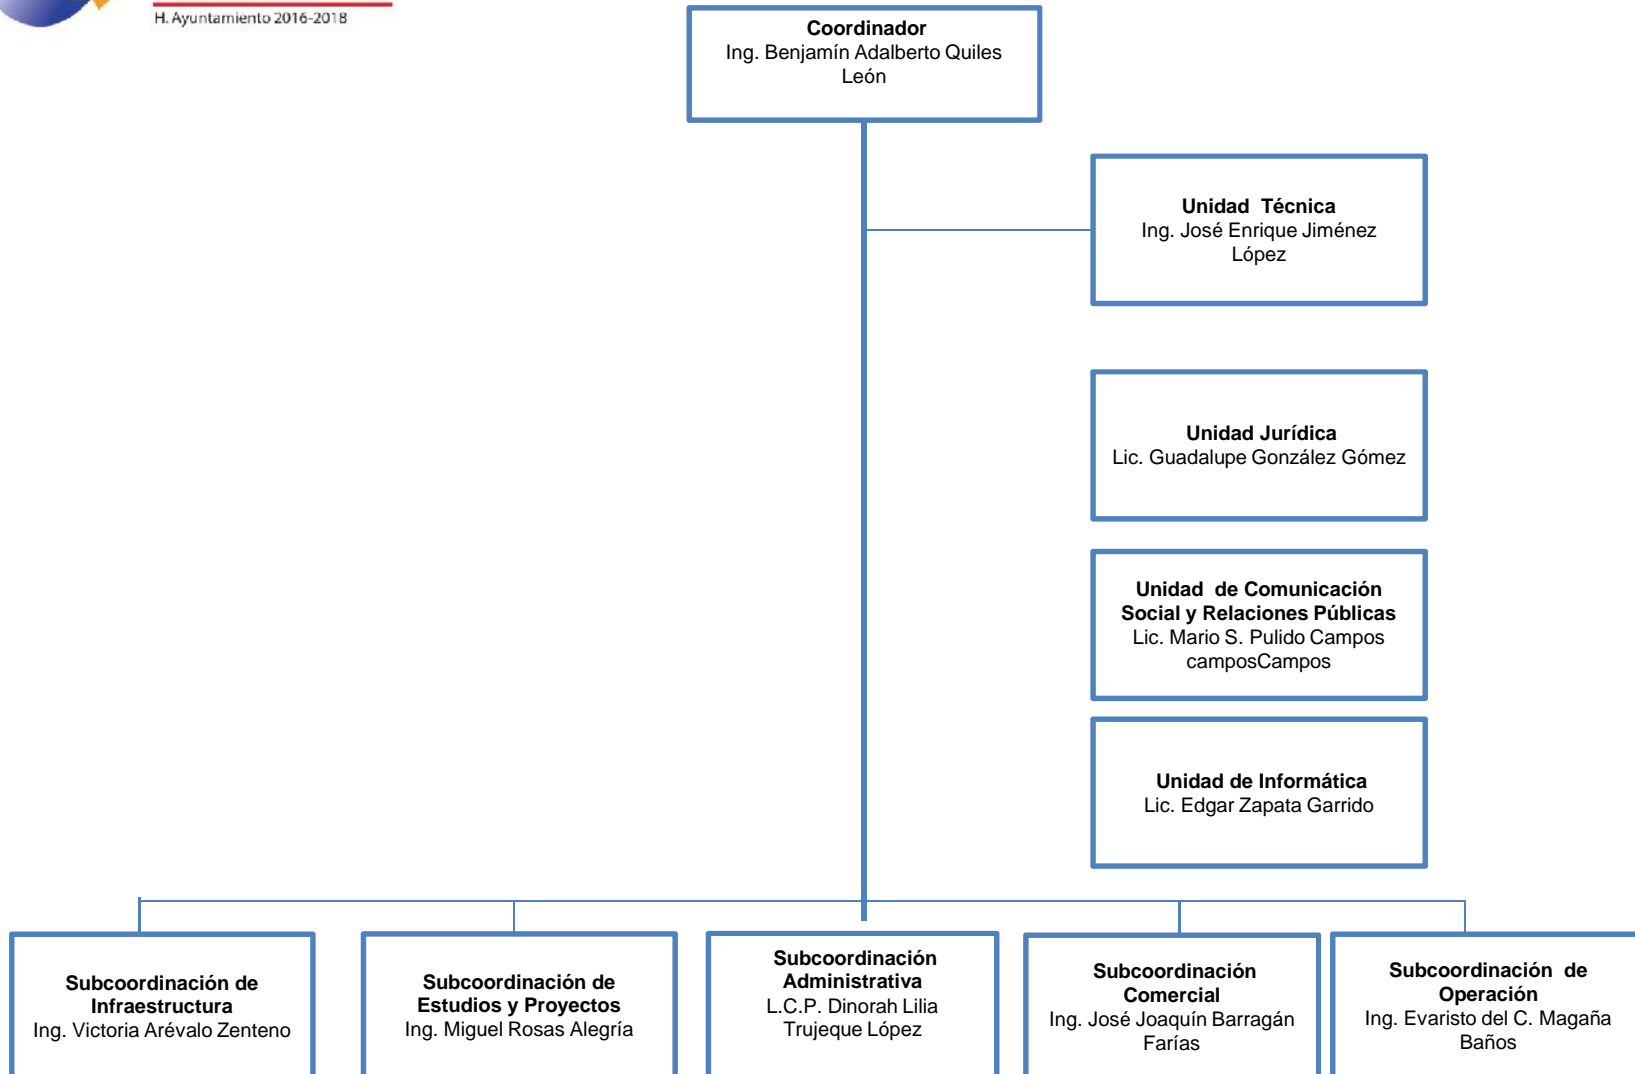 H. Ayuntamiento 2016-2018
Coordinador
Ing. Benjamín Adalberto Quiles
León
Unidad  Técnica
Ing. José Enrique Jiménez
López
Unidad Jurídica
Lic. Guadalupe González Gómez
Unidad  de Comunicación
Social y Relaciones Públicas
Lic. Mario S. Pulido Campos
camposCampos
Unidad de Informática
Lic. Edgar Zapata Garrido
Subcoordinación de
Infraestructura
Ing. Victoria Arévalo Zenteno
Subcoordinación de
Estudios y Proyectos
Ing. Miguel Rosas Alegría
Subcoordinación
Administrativa
L.C.P. Dinorah Lilia
Trujeque López
Subcoordinación
Comercial
Ing. José Joaquín Barragán
Farías
Subcoordinación  de
Operación
Ing. Evaristo del C. Magaña
Baños